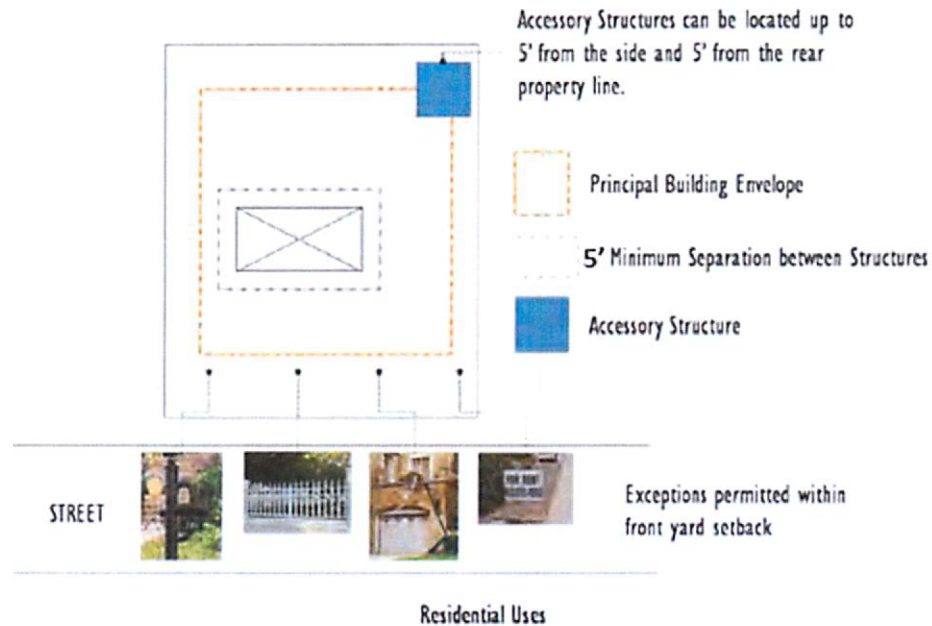 Accessory Structures can be located up to
5' from the side and 5' from the rear
property line.
Principal Building Envelope
5' Minimum Separation between Structures
Accessory Structure
STREET
Exceptions permitted within
front yard setback
Residential Uses